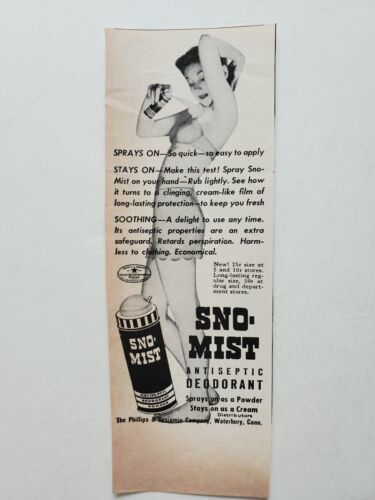 SPRAYS ON—So quick—so easy to apply
STAYS ON—Make this test! Spray Sno-
Mist on your hand—Rub lightly. See how
it turns to a clinging, cream-like film of
long-lasting protection—to keep you fresh
SOOTHING—A delight to use any time.
Its antiseptic properties are an extra
safeguard. Retards perspiration. Harm-
less to clothing. Economical.
New! 25¢ size at
5 and 10¢ stores.
Long-lasting reg-
ular size, 59¢ at
drug and depart-
ment stores.
SNO-
MIST
ANTISEPTIC
DEODORANT
POWDER
SNO-
MIST
ANTISEPTIC
DEODORANT
Sprays on as a Powder
Stays on as a Cream
Distributors
The Phillips & Benjamin Company, Waterbury, Conn.